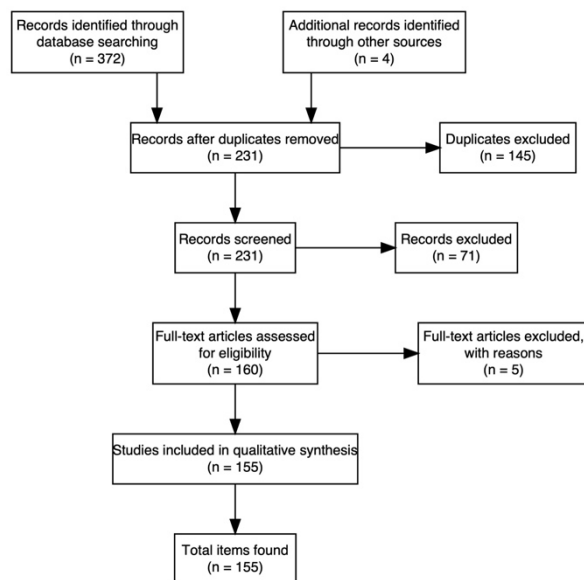 Records identified through
database searching
(n = 372)
Additional records identified
through other sources
(n = 4)
Records after duplicates removed
(n = 231)
Duplicates excluded
(n = 145)
Records screened
(n = 231)
Records excluded
(n = 71)
Full-text articles assessed
for eligibility
(n = 160)
Full-text articles excluded,
with reasons
(n = 5)
Studies included in qualitative synthesis
(n = 155)
Total items found
(n = 155)